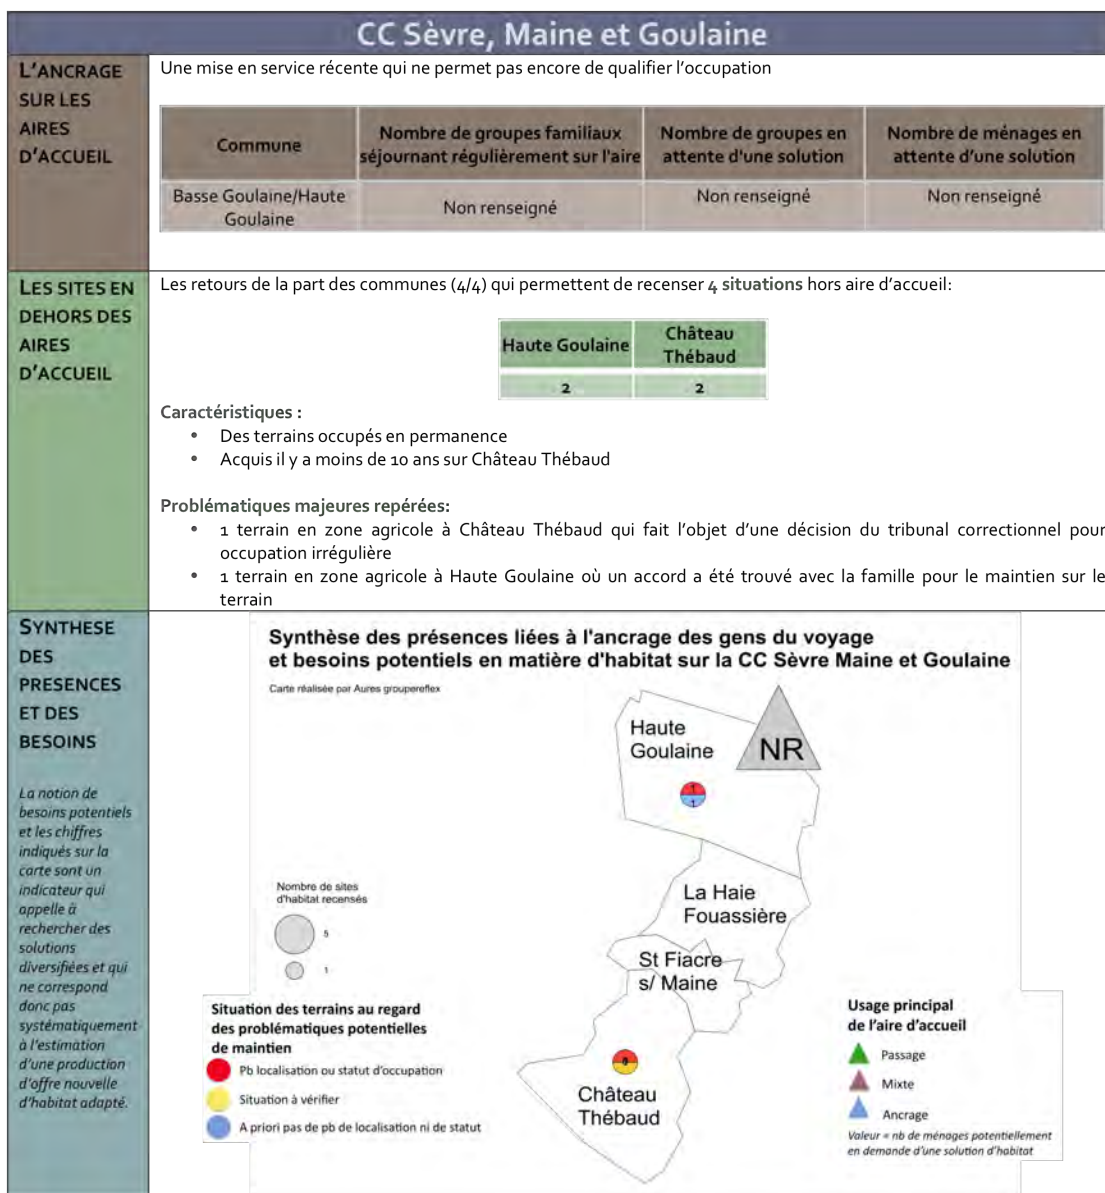 CC Sèvre, Maine et Goulaine
L'ANCRAGE
SUR LES
AIRES
D'ACCUEIL
Une mise en service récente qui ne permet pas encore de qualifier l'occupation
Commune
Nombre de groupes familiaux
séjournant régulièrement sur l'aire
Nombre de groupes en
attente d'une solution
Nombre de ménages en
attente d'une solution
Basse Goulaine/Haute
Goulaine
Non renseigné
Non renseigné
Non renseigné
LES SITES EN
DEHORS DES
AIRES
D'ACCUEIL
Les retours de la part des communes (4/4) qui permettent de recenser 4 situations hors aire d'accueil:
Haute Goulaine
Château
Thébaud
2
2
Caractéristiques :
• Des terrains occupés en permanence
• Acquis il y a moins de 10 ans sur Château Thébaud
Problématiques majeures repérées:
• 1 terrain en zone agricole à Château Thébaud qui fait l'objet d'une décision du tribunal correctionnel pour
occupation irrégulière
• 1 terrain en zone agricole à Haute Goulaine où un accord a été trouvé avec la famille pour le maintien sur le
terrain
SYNTHESE
DES
PRESENCES
ET DES
BESOINS
La notion de
besoins potentiels
et les chiffres
indiqués sur la
carte sont un
indicateur qui
appelle à
rechercher des
solutions
diversifiées et qui
ne correspond
donc pas
systématiquement
à l'estimation
d'une production
d'offre nouvelle
d'habitat adapté.
Synthèse des présences liées à l'ancrage des gens du voyage
et besoins potentiels en matière d'habitat sur la CC Sèvre Maine et Goulaine
Carte réalisée par Aures groupereflex
Haute
Goulaine
NR
1
1
La Haie
Fouassière
St Fiacre
s/ Maine
Château
Thébaud
Nombre de sites
d'habitat recensés
5
1
Situation des terrains au regard
des problématiques potentielles
de maintien
Pb localisation ou statut d'occupation
Situation à vérifier
A priori pas de pb de localisation ni de statut
Usage principal
de l'aire d'accueil
Passage
Mixte
Ancrage
Valeur = nb de ménages potentiellement
en demande d'une solution d'habitat